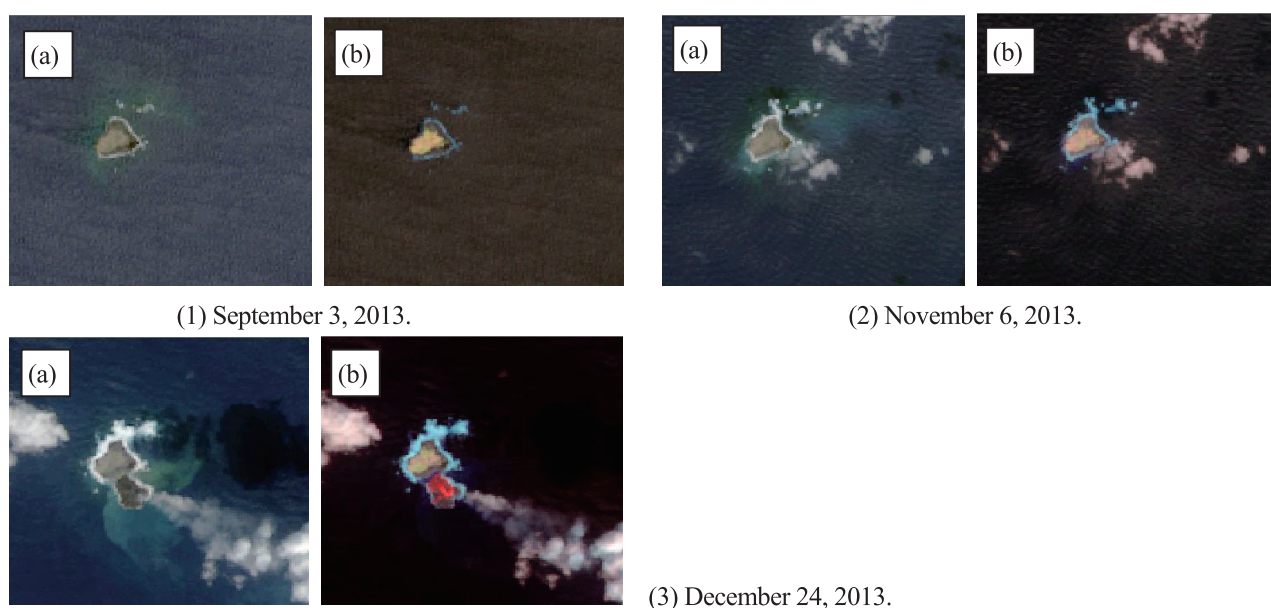 (a)
(b)
(a)
(b)
(1) September 3, 2013.
(2) November 6, 2013.
(a)
(b)
(3) December 24, 2013.